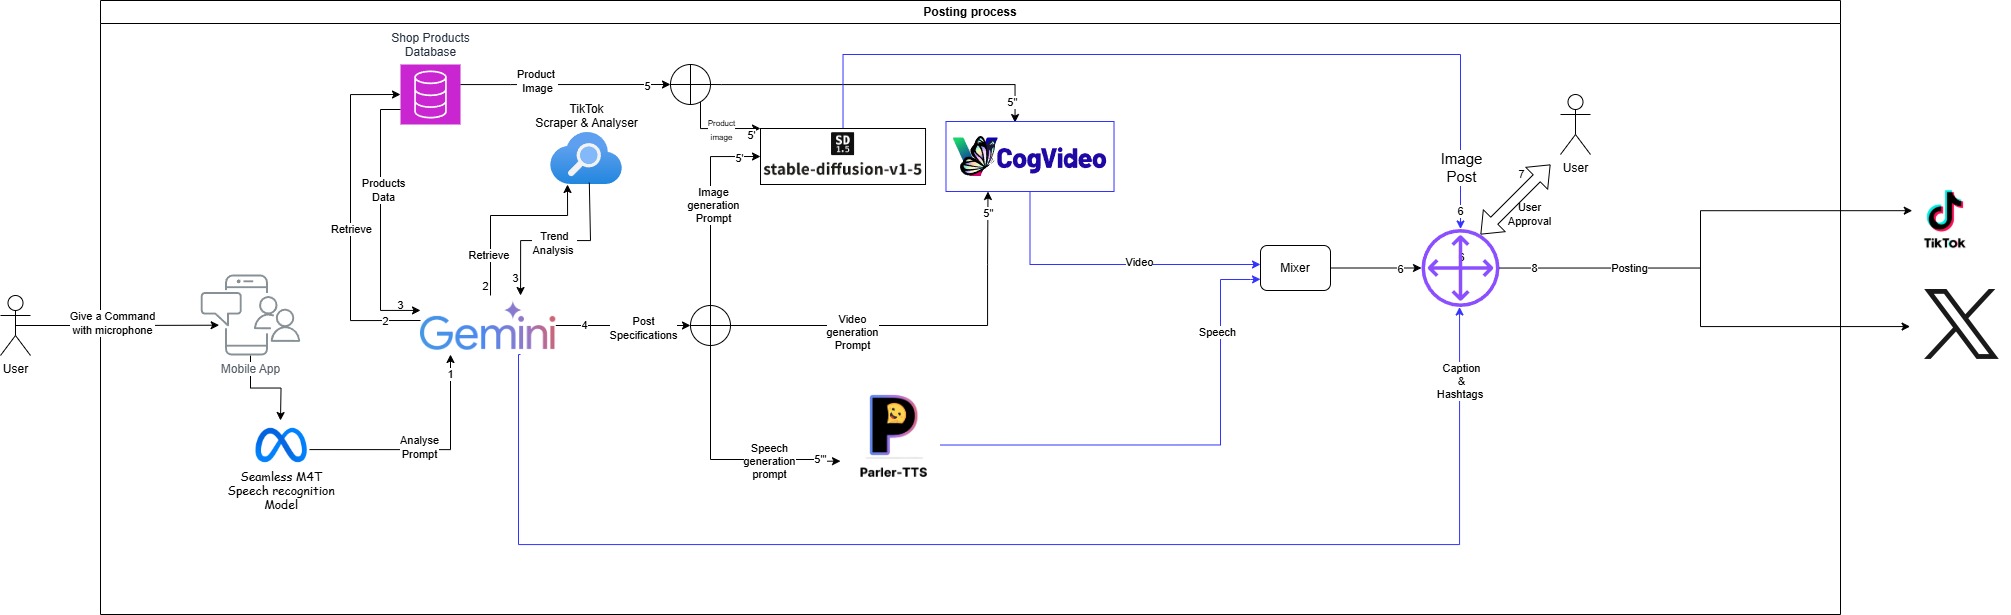 Posting process
Shop Products
Database
Product
Image
5
TikTok
Scraper & Analyser
Product
image
5'
5'
SD
1.5
stable-diffusion-v1-5
5"
CogVideo
5"
Image
generation
Prompt
Products
Data
Retrieve
Retrieve
2
Trend
Analysis
3
3
2
Gemini
4
Post
Specifications
Video
generation
Prompt
Video
Speech
Mixer
6
Image
Post
6
6
7
User
Approval
User
8
Posting
TikTok
X
User
Give a Command
with microphone
Mobile App
Seamless M4T
Speech recognition
Model
Analyse
Prompt
1
Speech
generation
prompt
5'"
P
Parler-TTS
Caption
&
Hashtags